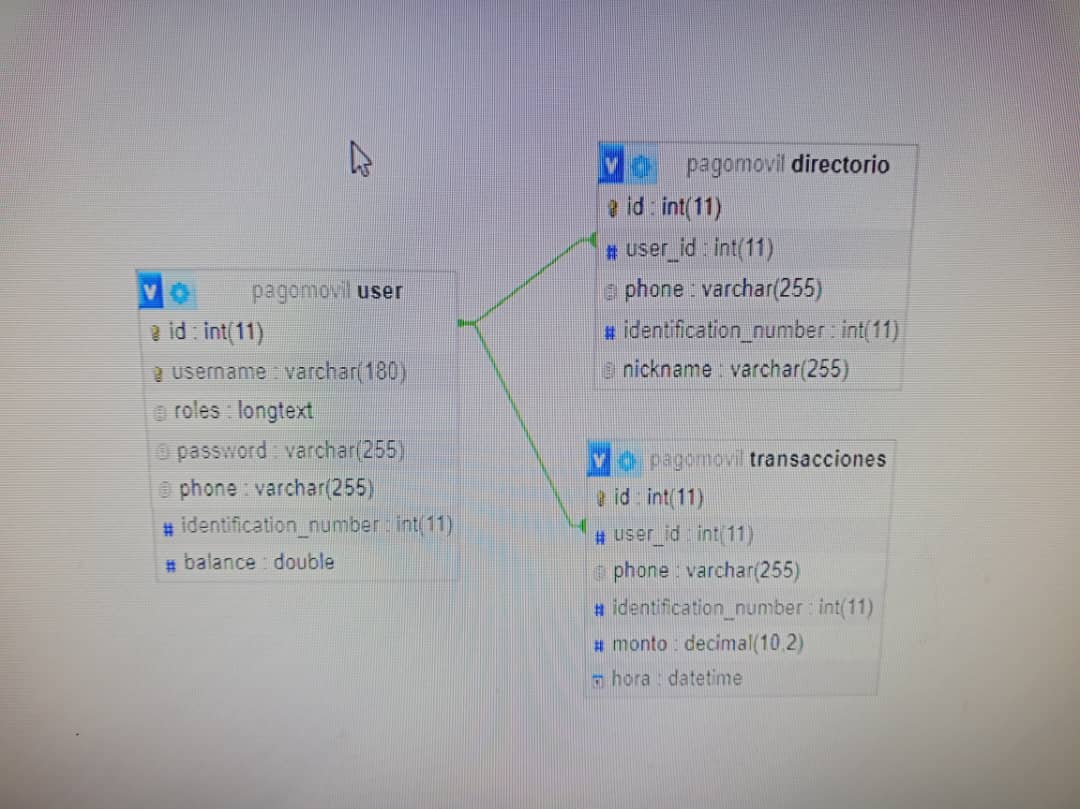 pagomovil user
id : int(11)
username : varchar(180)
roles : longtext
password : varchar(255)
phone : varchar(255)
identification_number : int(11)
balance : double
pagomovil directorio
id : int(11)
user_id : int(11)
phone : varchar(255)
identification_number : int(11)
nickname : varchar(255)
pagomovil transacciones
id : int(11)
user_id : int(11)
phone : varchar(255)
identification_number : int(11)
monto : decimal(10,2)
hora : datetime